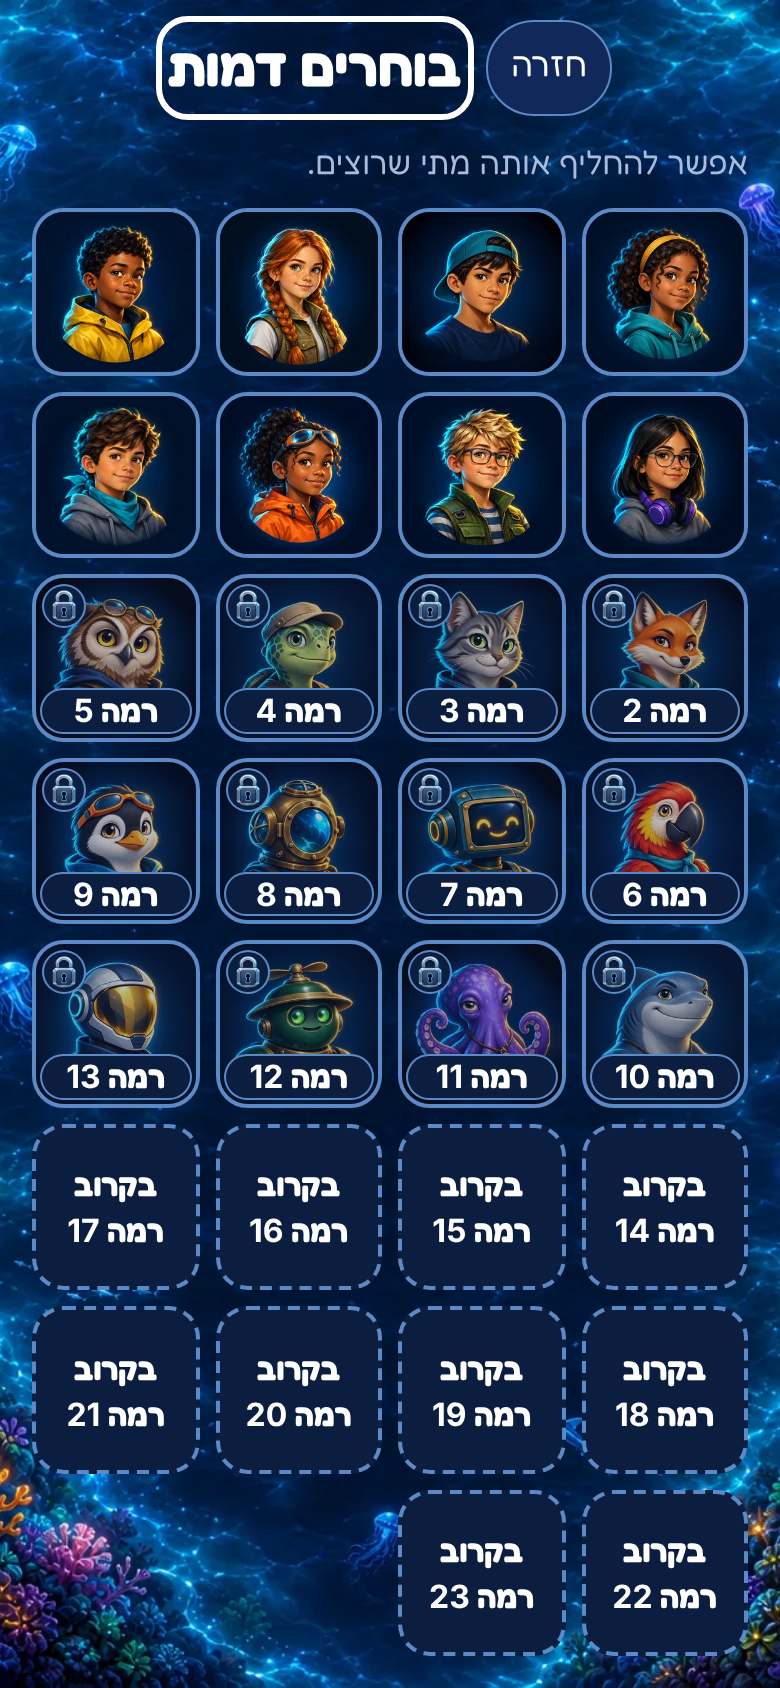 חזרה
בוחרים דמות
אפשר להחליף אותה מתי שרוצים.
רמה 2
רמה 3
רמה 4
רמה 5
רמה 6
רמה 7
רמה 8
רמה 9
רמה 10
רמה 11
רמה 12
רמה 13
בקרוב
רמה 14
בקרוב
רמה 15
בקרוב
רמה 16
בקרוב
רמה 17
בקרוב
רמה 18
בקרוב
רמה 19
בקרוב
רמה 20
בקרוב
רמה 21
בקרוב
רמה 22
בקרוב
רמה 23